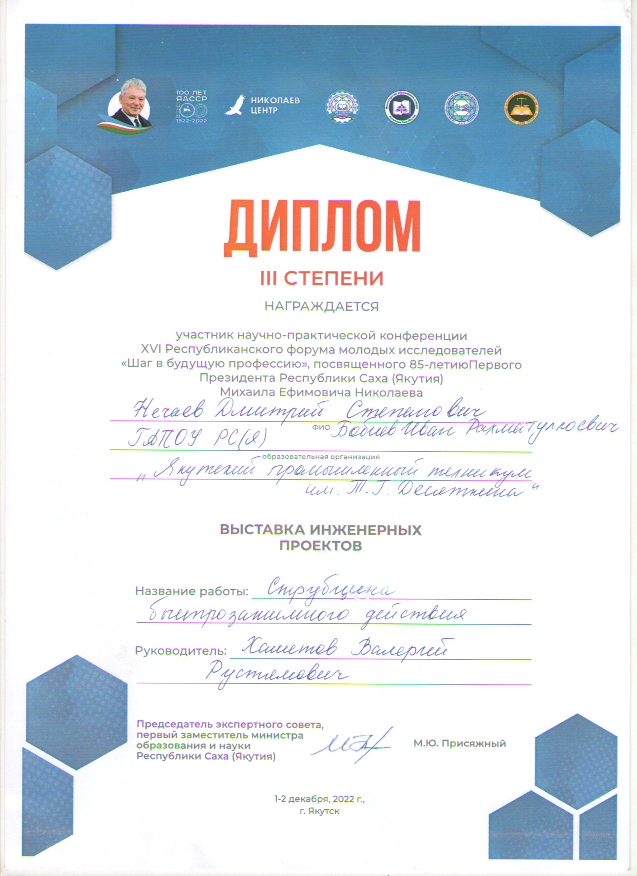 100 ЛЕТ
ЯАССР
1922-2022
НИКОЛАЕВ
ЦЕНТР
ДИПЛОМ
III СТЕПЕНИ
НАГРАЖДАЕТСЯ
участник научно-практической конференции
XVI Республиканского форума молодых исследователей
«Шаг в будущую профессию», посвященного 85-летиюПервого
Президента Республики Саха (Якутия)
Михаила Ефимовича Николаева
Нечаев Дмитрий Степанович
ФИО Бабиев Иван Рахматуллоевич
ГАПОУ РС(Я)
образовательная организация
„Якутский промышленный техникум
им. Т.Г. Десяткина"
ВЫСТАВКА ИНЖЕНЕРНЫХ
ПРОЕКТОВ
Название работы: Струбцина
быстрозажимного действия
Руководитель: Хаметов Валерий
Рустямович
Председатель экспертного совета,
первый заместитель министра
образования и науки
Республики Саха (Якутия)
М.Ю. Присяжный
1-2 декабря, 2022 г.,
г. Якутск